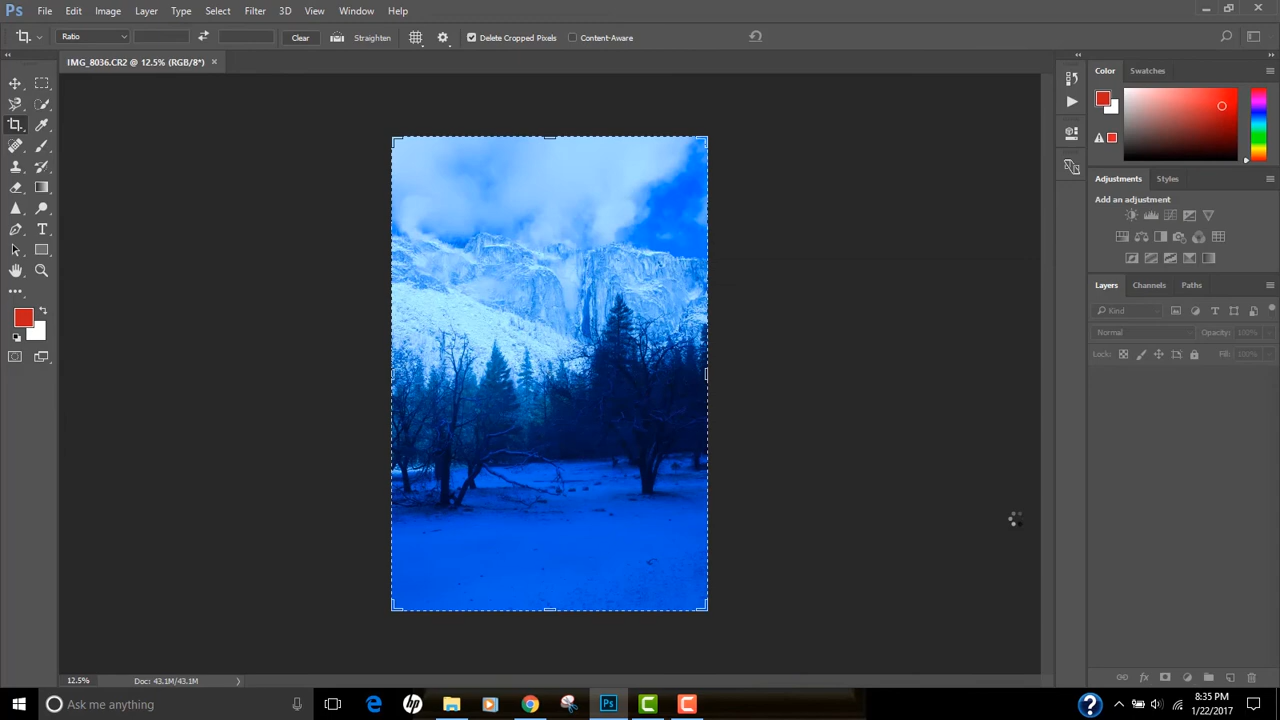 Ps File Edit Image Layer Type Select Filter 3D View Window Help
Ratio Clear Straighten Delete Cropped Pixels Content-Aware
IMG_8036.CR2 @ 12.5% (RGB/8*) ×
Color Swatches
Adjustments Styles
Add an adjustment
Layers Channels Paths
Kind
Normal Opacity: 100%
Lock: Fill: 100%
12.5% Doc: 43.1M/43.1M
Ask me anything
8:35 PM
1/22/2017